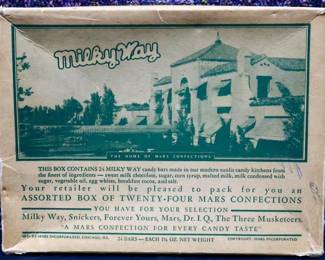 Milky Way
THE HOME OF MARS CONFECTIONS
THIS BOX CONTAINS 24 MILKY WAY candy bars made in our modern sunlit candy kitchens from
the finest of ingredients — sweet milk chocolate, sugar, corn syrup, malted milk, milk condensed with
sugar, vegetable oil, egg whites, breakfast cocoa, and salt.
Your retailer will be pleased to pack for you an
ASSORTED BOX OF TWENTY-FOUR MARS CONFECTIONS
YOU HAVE FOR YOUR SELECTION
Milky Way, Snickers, Forever Yours, Mars, Dr. I.Q., The Three Musketeers
"A MARS CONFECTION FOR EVERY CANDY TASTE"
MFD. BY MARS INCORPORATED, CHICAGO, ILL. 24 BARS — EACH OZ. NET WEIGHT COPYRIGHT, MARS INCORPORATED